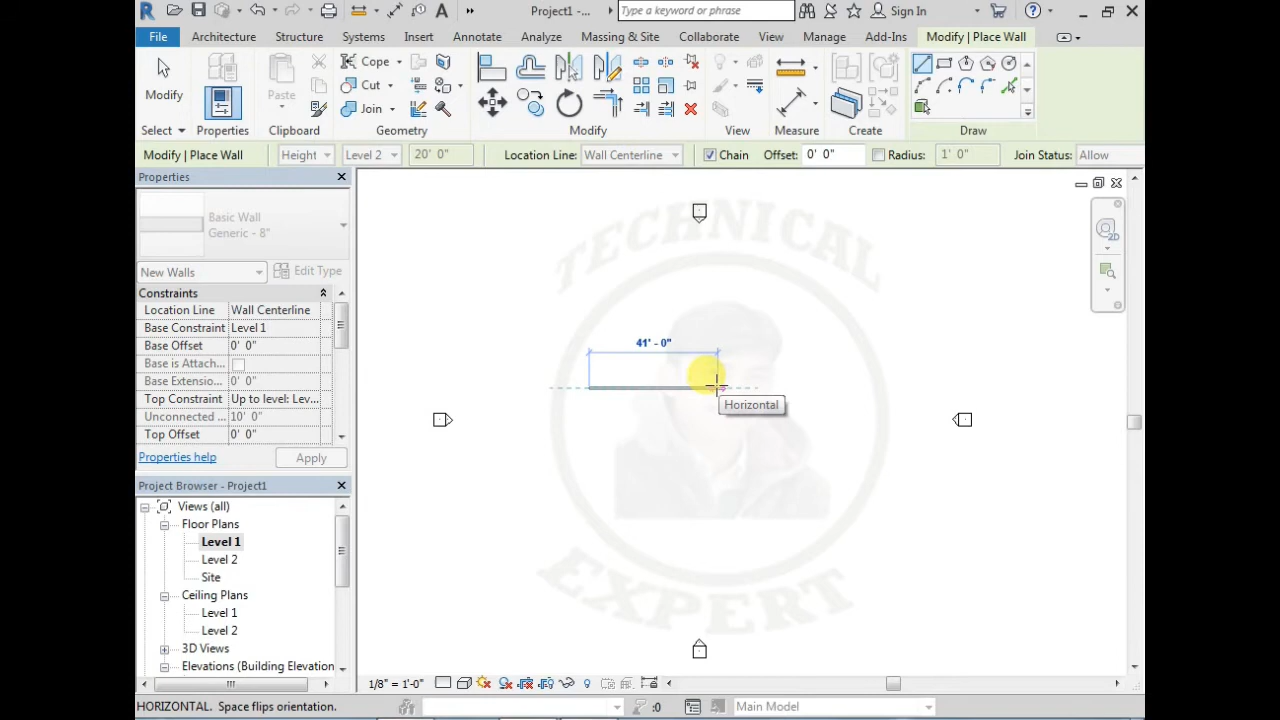 Project1 -...
Type a keyword or phrase
Sign In
File
Architecture
Structure
Systems
Insert
Annotate
Analyze
Massing & Site
Collaborate
View
Manage
Add-Ins
Modify | Place Wall
Modify
Paste
Cope
Cut
Join
Select
Properties
Clipboard
Geometry
Modify
View
Measure
Create
Draw
Modify | Place Wall
Height
Level 2
20' 0"
Location Line:
Wall Centerline
Chain
Offset:
0' 0"
Radius:
1' 0"
Join Status:
Allow
Properties
Basic Wall
Generic - 8"
New Walls
Edit Type
Constraints
Location Line
Wall Centerline
Base Constraint
Level 1
Base Offset
0' 0"
Base is Attach...
Base Extensio...
0' 0"
Top Constraint
Up to level: Lev...
Unconnected ...
10' 0"
Top Offset
0' 0"
Properties help
Apply
Project Browser - Project1
Views (all)
Floor Plans
Level 1
Level 2
Site
Ceiling Plans
Level 1
Level 2
3D Views
Elevations (Building Elevation
TECHNICAL
41' - 0"
Horizontal
EXPERT
2D
1/8" = 1'-0"
HORIZONTAL. Space flips orientation.
:0
Main Model